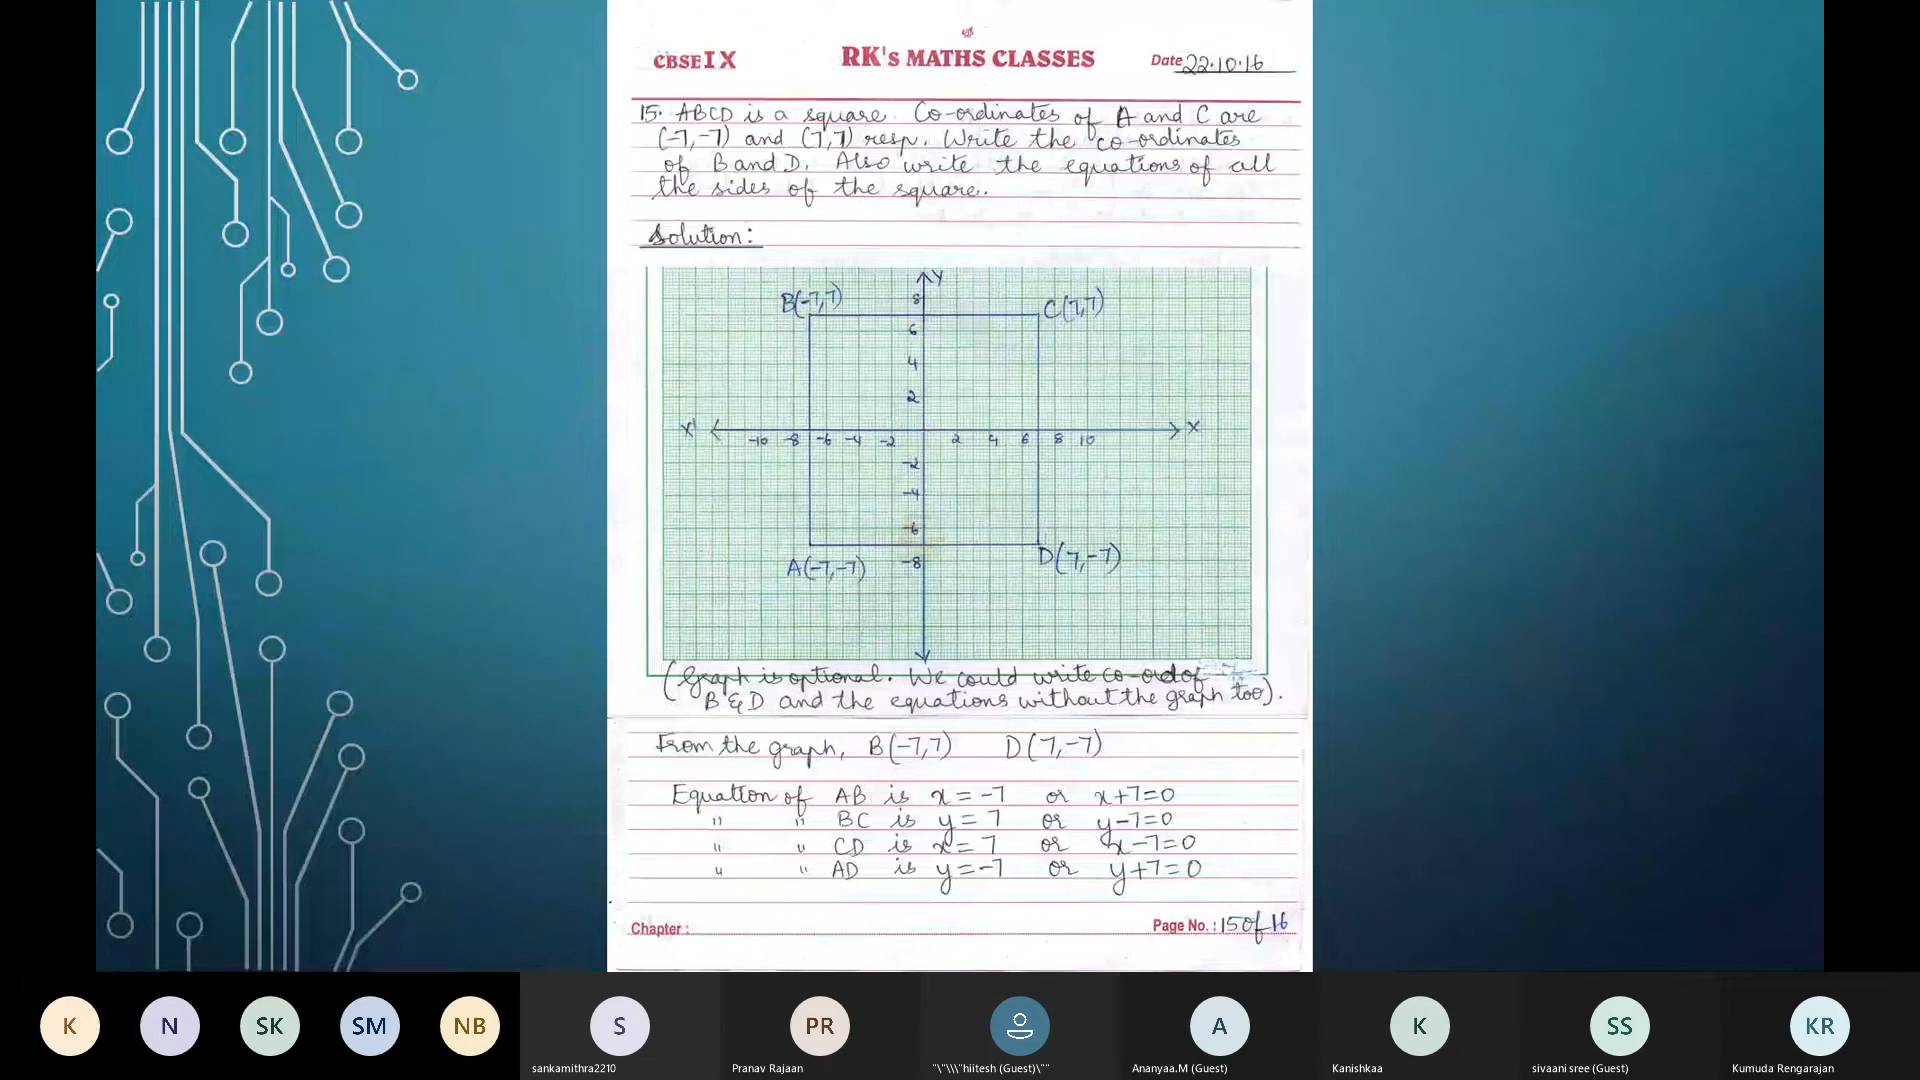 CBSE IX
RK's MATHS CLASSES
Date 22.10.16
15. ABCD is a square. Co-ordinates of A and C are
(-7,-7) and (7,7) resp. Write the co-ordinates
of B and D. Also write the equations of all
the sides of the square.
Solution:
Y
B(-7,7)
8
C(7,7)
6
4
2
X'
X
-10 -8 -6 -4 -2 2 4 6 8 10
-2
-4
-6
A(-7,-7)
-8
D(7,-7)
(Graph is optional. We could write co-ord of
B & D and the equations without the graph too).
From the graph, B(-7,7) D(7,-7)
Equation of AB is x = -7 or x+7=0
" " BC is y = 7 or y-7=0
" " CD is x = 7 or x-7=0
" " AD is y = -7 or y+7=0
Chapter :
Page No. : 15 of 16
K
N
SK
SM
NB
S
PR
A
K
SS
KR
sankamithra2210
Pranav Rajaan
"\"\\\"hiitesh (Guest)\""
Ananyaa.M (Guest)
Kanishkaa
sivaani sree (Guest)
Kumuda Rengarajan